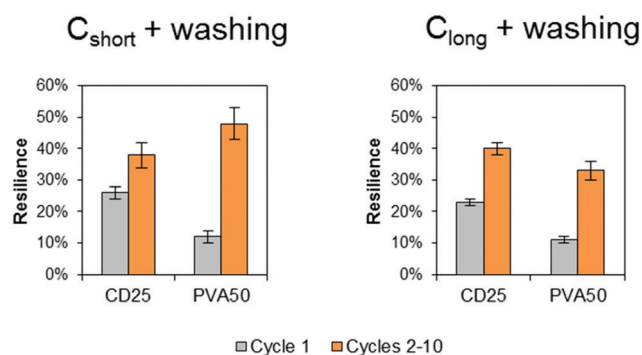 C_short + washing
C_long + washing
Resilience
60%
50%
40%
30%
20%
10%
0%
CD25 PVA50
Resilience
60%
50%
40%
30%
20%
10%
0%
CD25 PVA50
Cycle 1 Cycles 2-10